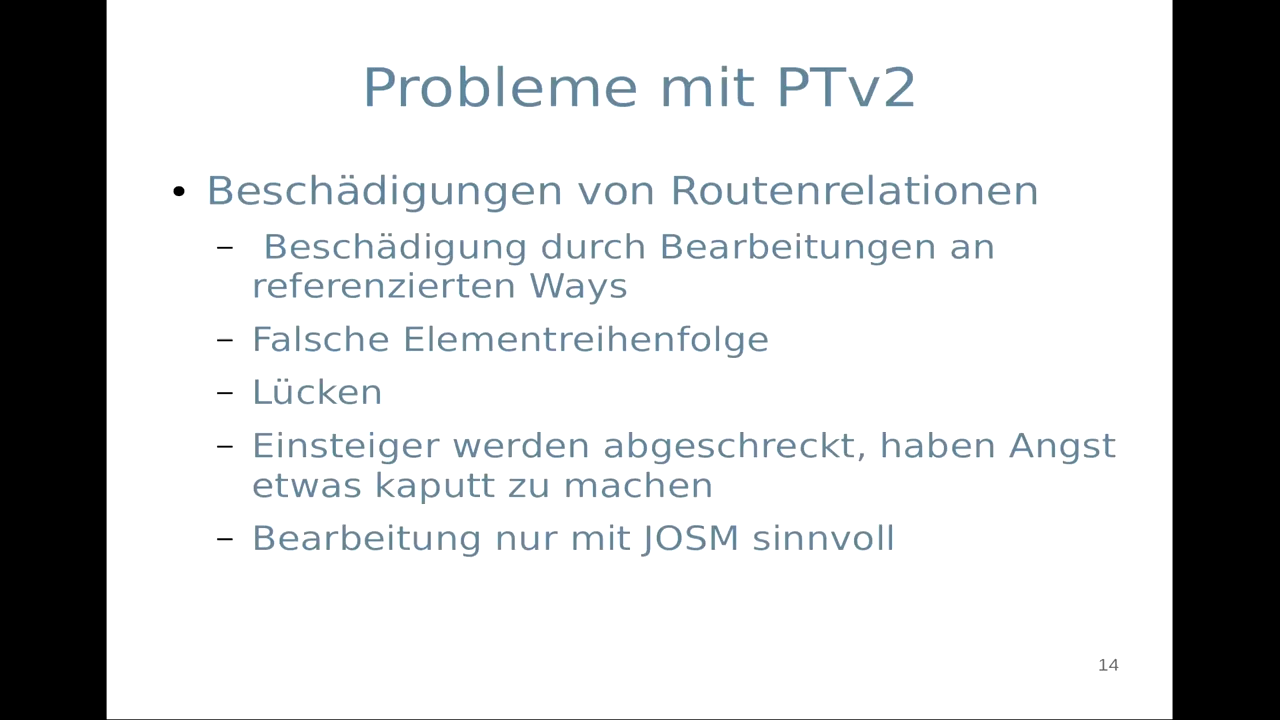 Probleme mit PTv2
• Beschädigungen von Routenrelationen
– Beschädigung durch Bearbeitungen an
referenzierten Ways
– Falsche Elementreihenfolge
– Lücken
– Einsteiger werden abgeschreckt, haben Angst
etwas kaputt zu machen
– Bearbeitung nur mit JOSM sinnvoll
14